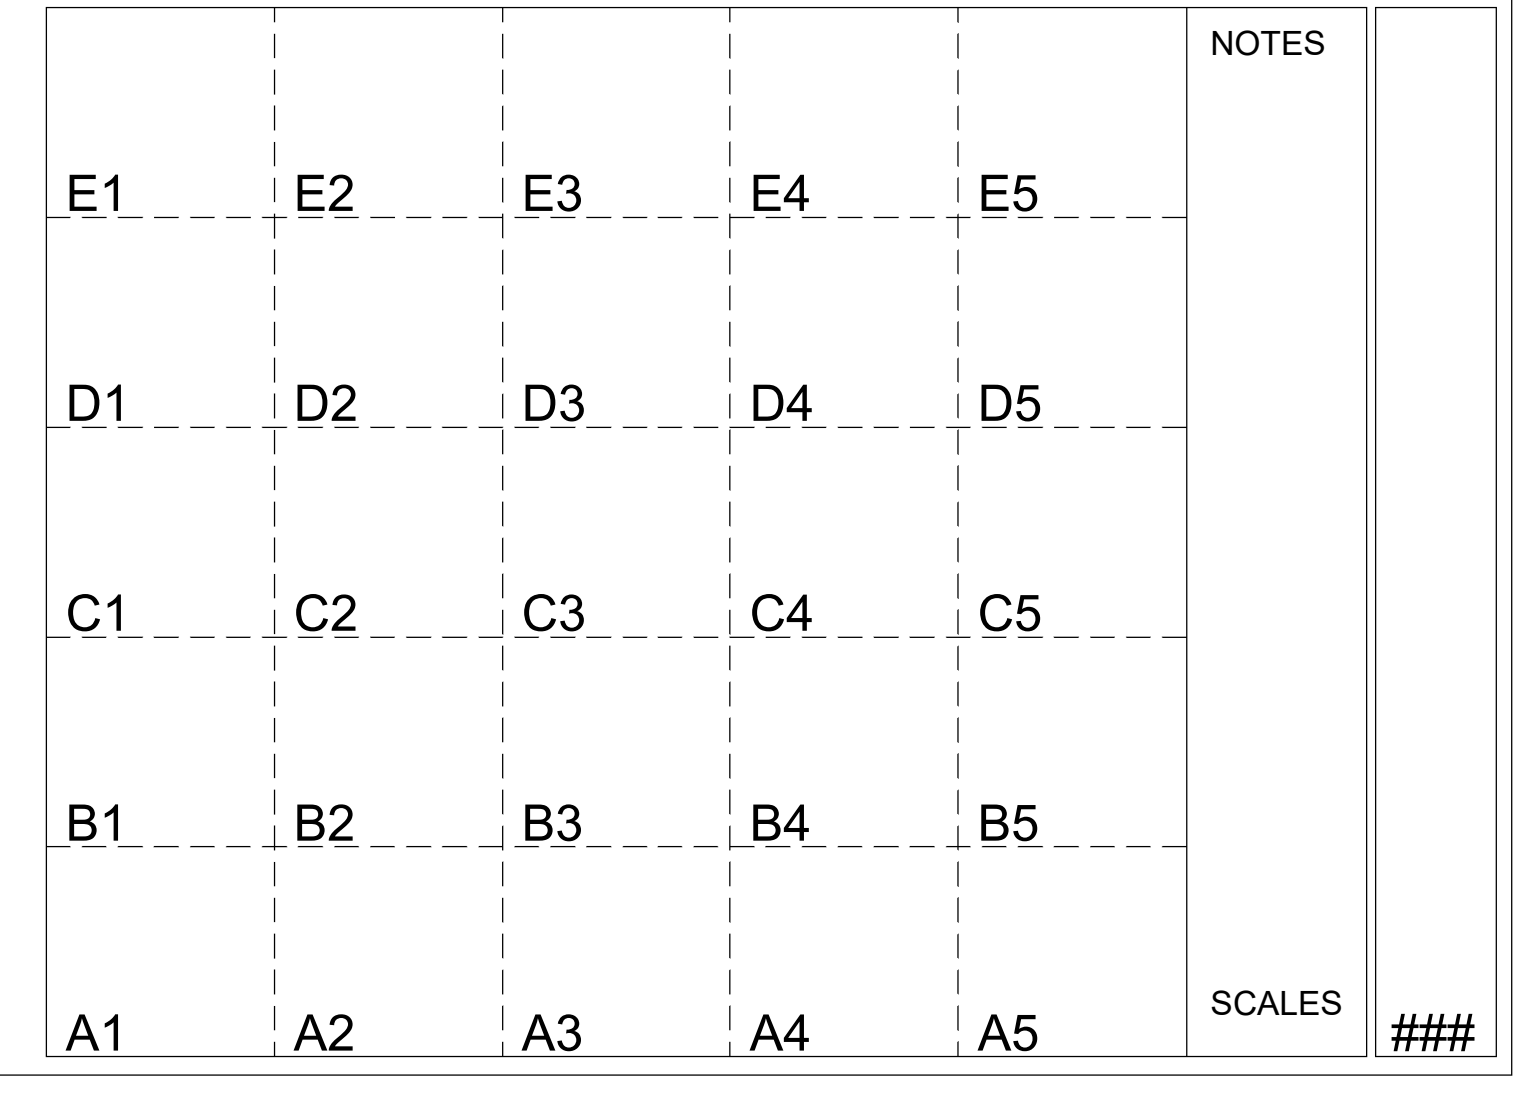 NOTES
E1 E2 E3 E4 E5
D1 D2 D3 D4 D5
C1 C2 C3 C4 C5
B1 B2 B3 B4 B5
SCALES
A1 A2 A3 A4 A5 ###